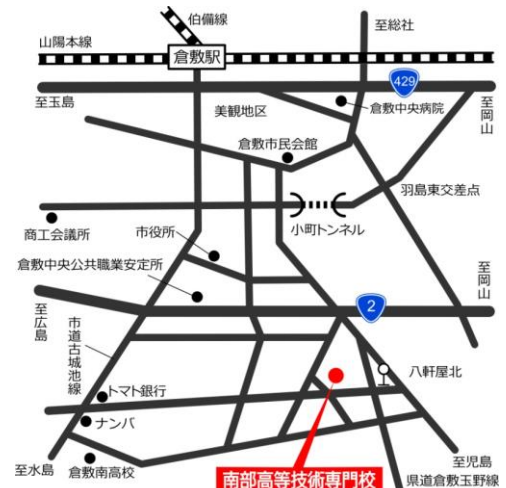 伯備線
至総社
山陽本線
倉敷駅
429
至玉島
美観地区
倉敷中央病院
至岡山
倉敷市民会館
羽島東交差点
商工会議所
市役所
小町トンネル
倉敷中央公共職業安定所
至岡山
至広島
市道古城池線
2
八軒屋北
トマト銀行
ナンバ
至水島
倉敷南高校
南部高等技術専門校
至児島
県道倉敷玉野線